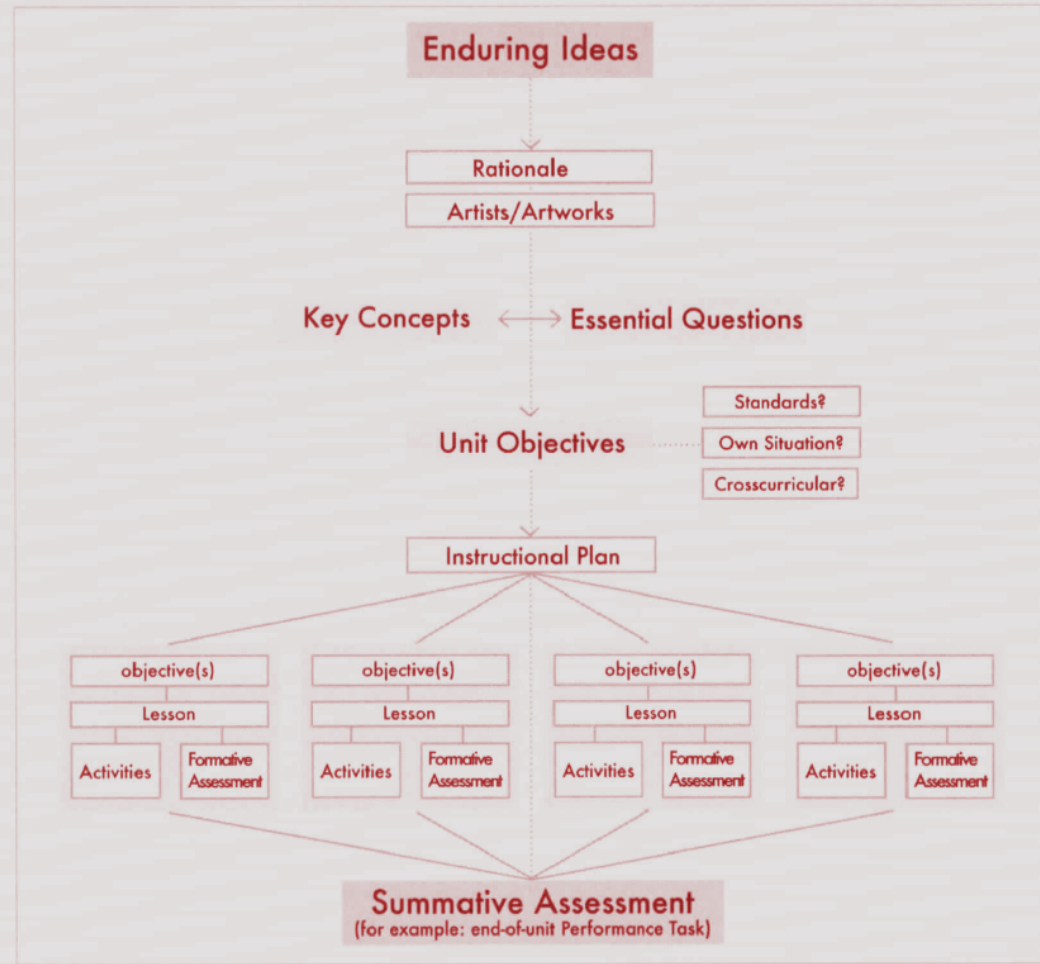 Enduring Ideas
Rationale
Artists/Artworks
Key Concepts
Essential Questions
Unit Objectives
Standards?
Own Situation?
Crosscurricular?
Instructional Plan
objective(s)
Lesson
Activities
Formative
Assessment
objective(s)
Lesson
Activities
Formative
Assessment
objective(s)
Lesson
Activities
Formative
Assessment
objective(s)
Lesson
Activities
Formative
Assessment
Summative Assessment
(for example: end-of-unit Performance Task)